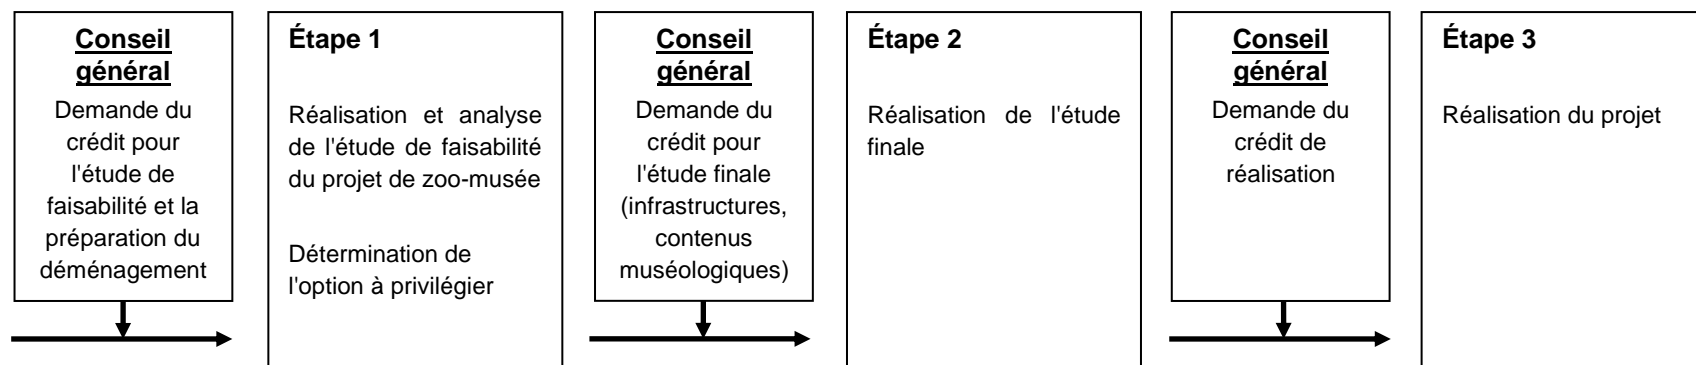 Conseil
général
Demande du
crédit pour
l'étude de
faisabilité et la
préparation du
déménagement
Étape 1
Réalisation et analyse
de l'étude de faisabilité
du projet de zoo-musée
Détermination de
l'option à privilégier
Conseil
général
Demande du
crédit pour
l'étude finale
(infrastructures,
contenus
muséologiques)
Étape 2
Réalisation de l'étude
finale
Conseil
général
Demande du
crédit de
réalisation
Étape 3
Réalisation du projet